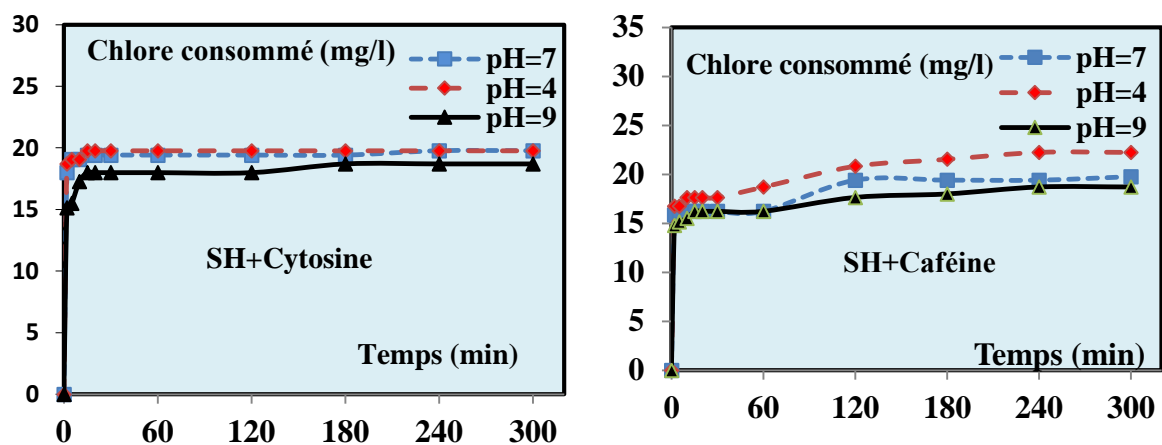 30
25
20
15
10
5
0
Chlore consommé (mg/l)
pH=7
pH=4
pH=9
SH+Cytosine
Temps (min)
0 60 120 180 240 300
35
30
25
20
15
10
5
0
Chlore consommé (mg/l)
pH=7
pH=4
pH=9
SH+Caféine
Temps (min)
0 60 120 180 240 300